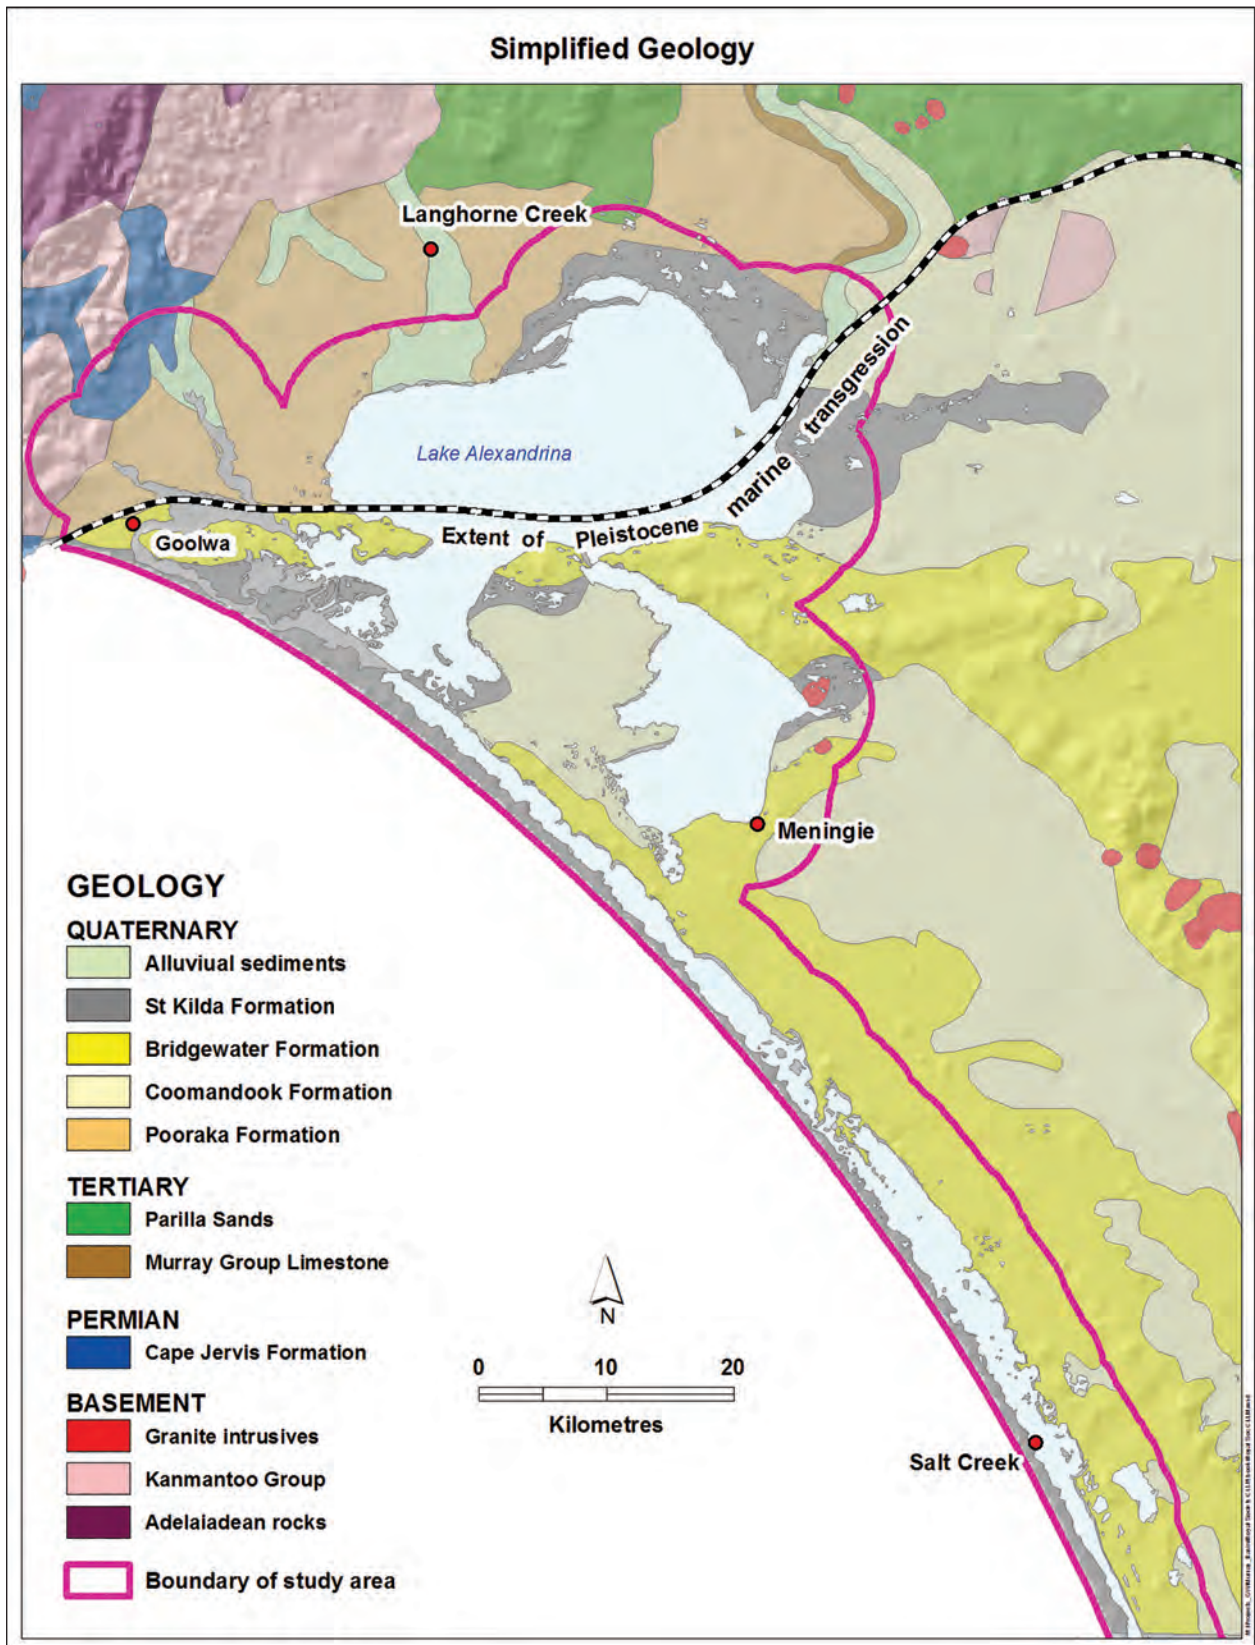 Simplified Geology
Langhorne Creek
Lake Alexandrina
Extent of Pleistocene marine transgression
Goolwa
Meningie
GEOLOGY
QUATERNARY
Alluviual sediments
St Kilda Formation
Bridgewater Formation
Coomandook Formation
Pooraka Formation
TERTIARY
Parilla Sands
Murray Group Limestone
PERMIAN
Cape Jervis Formation
BASEMENT
Granite intrusives
Kanmantoo Group
Adelaiadean rocks
Boundary of study area
N
0 10 20
Kilometres
Salt Creek